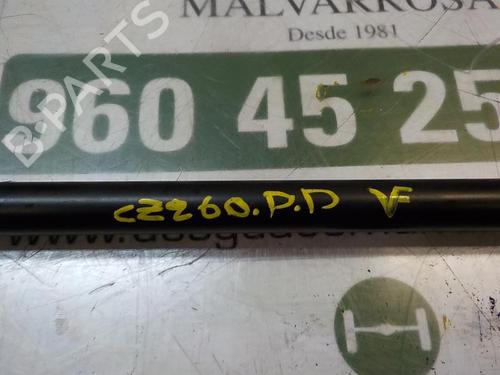 MALVARROSA
Desde 1981
960 45 25
B-PARTS
CZ260.P.D VF